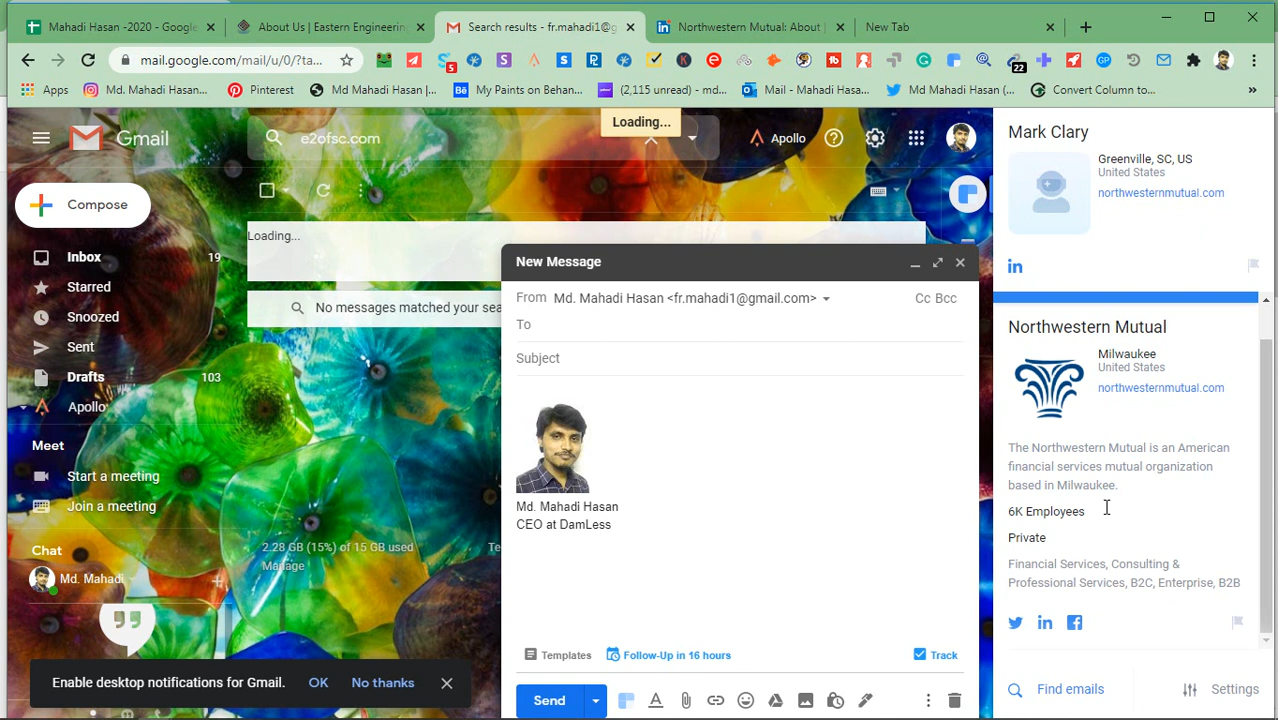 Mahadi Hasan -2020 - Google
About Us | Eastern Engineering
Search results - fr.mahadi1@g
Northwestern Mutual: About |
New Tab
mail.google.com/mail/u/0/?ta...
5
22
Apps
Md. Mahadi Hasan...
Pinterest
Md Mahadi Hasan |...
My Paints on Behan...
(2,115 unread) - md...
Mail - Mahadi Hasa...
Md Mahadi Hasan (...
Convert Column to...
Gmail
e2ofsc.com
Loading...
Apollo
Compose
Inbox 19
Starred
Snoozed
Sent
Drafts 103
Apollo
Meet
Start a meeting
Join a meeting
Chat
Md. Mahadi
Loading...
No messages matched your sea
2.28 GB (15%) of 15 GB used
Manage
Te
Enable desktop notifications for Gmail. OK No thanks
New Message
From Md. Mahadi Hasan <fr.mahadi1@gmail.com> Cc Bcc
To
Subject
Md. Mahadi Hasan
CEO at DamLess
Templates Follow-Up in 16 hours Track
Send
Mark Clary
Greenville, SC, US
United States
northwesternmutual.com
Northwestern Mutual
Milwaukee
United States
northwesternmutual.com
The Northwestern Mutual is an American
financial services mutual organization
based in Milwaukee.
6K Employees
Private
Financial Services, Consulting &
Professional Services, B2C, Enterprise, B2B
Find emails Settings